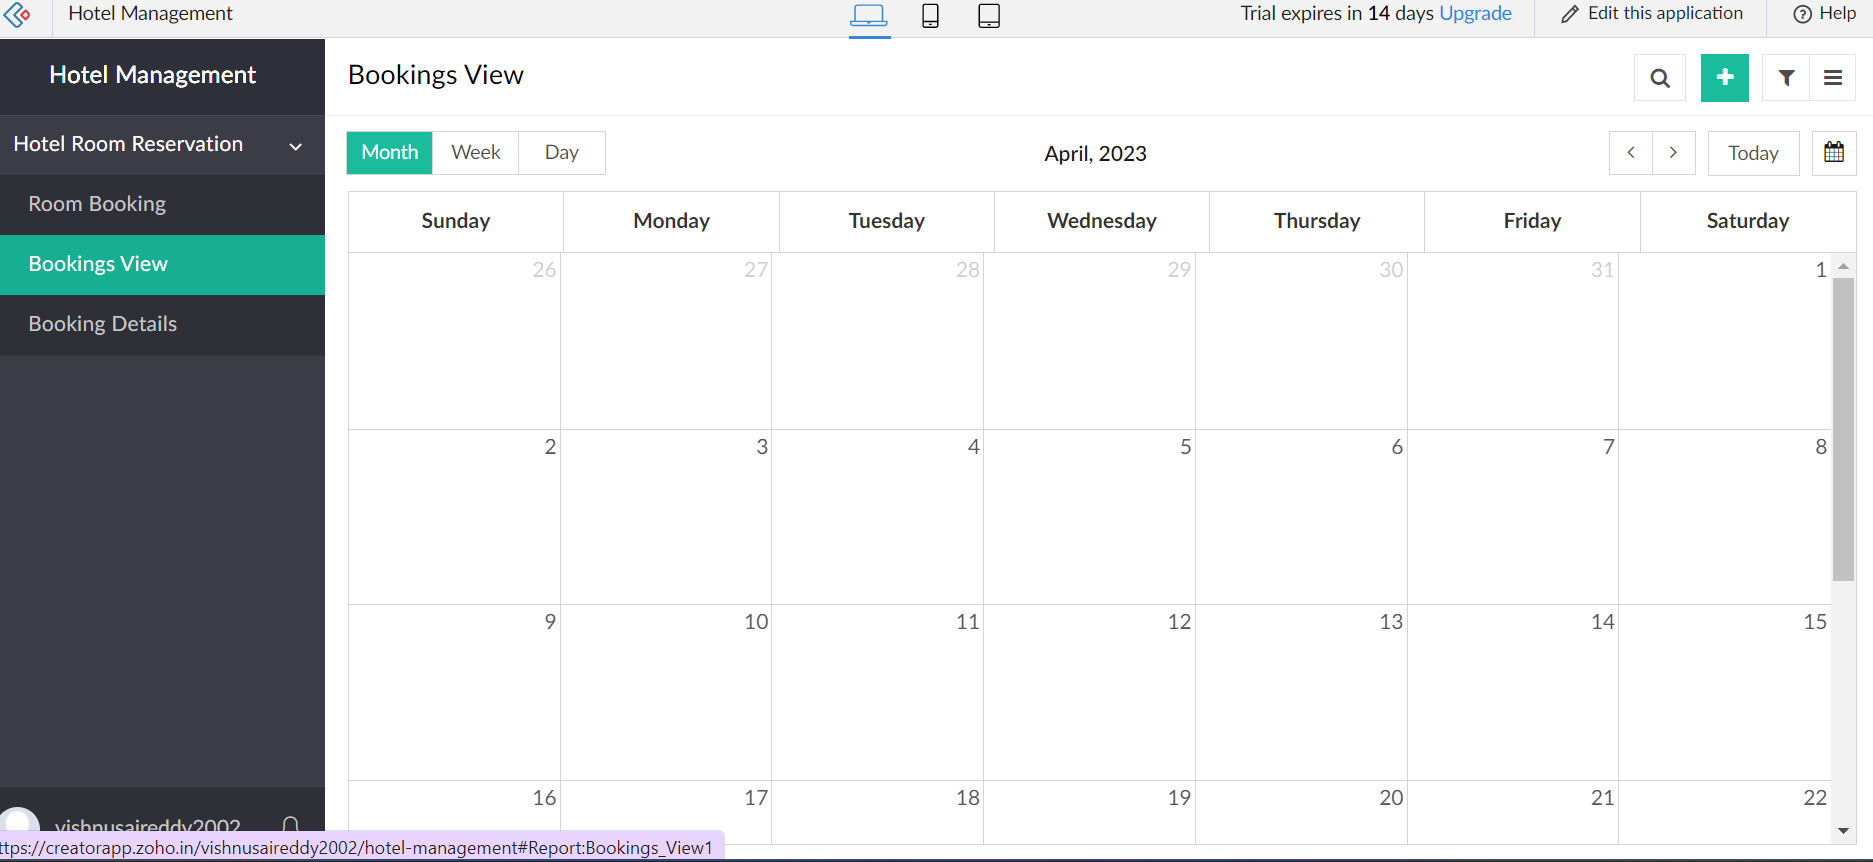 Hotel Management
Trial expires in 14 days Upgrade
Edit this application
Help
Hotel Management
Hotel Room Reservation
Room Booking
Bookings View
Booking Details
vishnusaireddy2002
Bookings View
Month Week Day
April, 2023
Today
Sunday Monday Tuesday Wednesday Thursday Friday Saturday
26 27 28 29 30 31 1
2 3 4 5 6 7 8
9 10 11 12 13 14 15
16 17 18 19 20 21 22
ttps://creatorapp.zoho.in/vishnusaireddy2002/hotel-management#Report:Bookings_View1